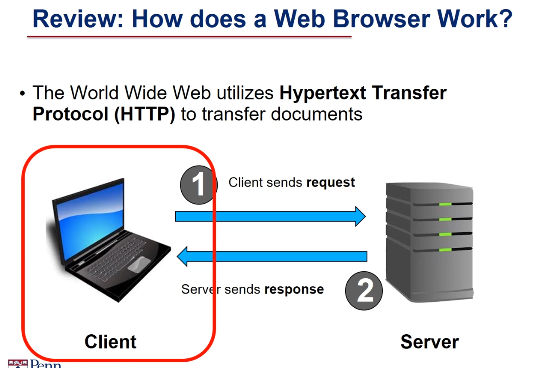 Review: How does a Web Browser Work?
• The World Wide Web utilizes Hypertext Transfer
Protocol (HTTP) to transfer documents
1
Client sends request
Server sends response
2
Client
Server
Penn